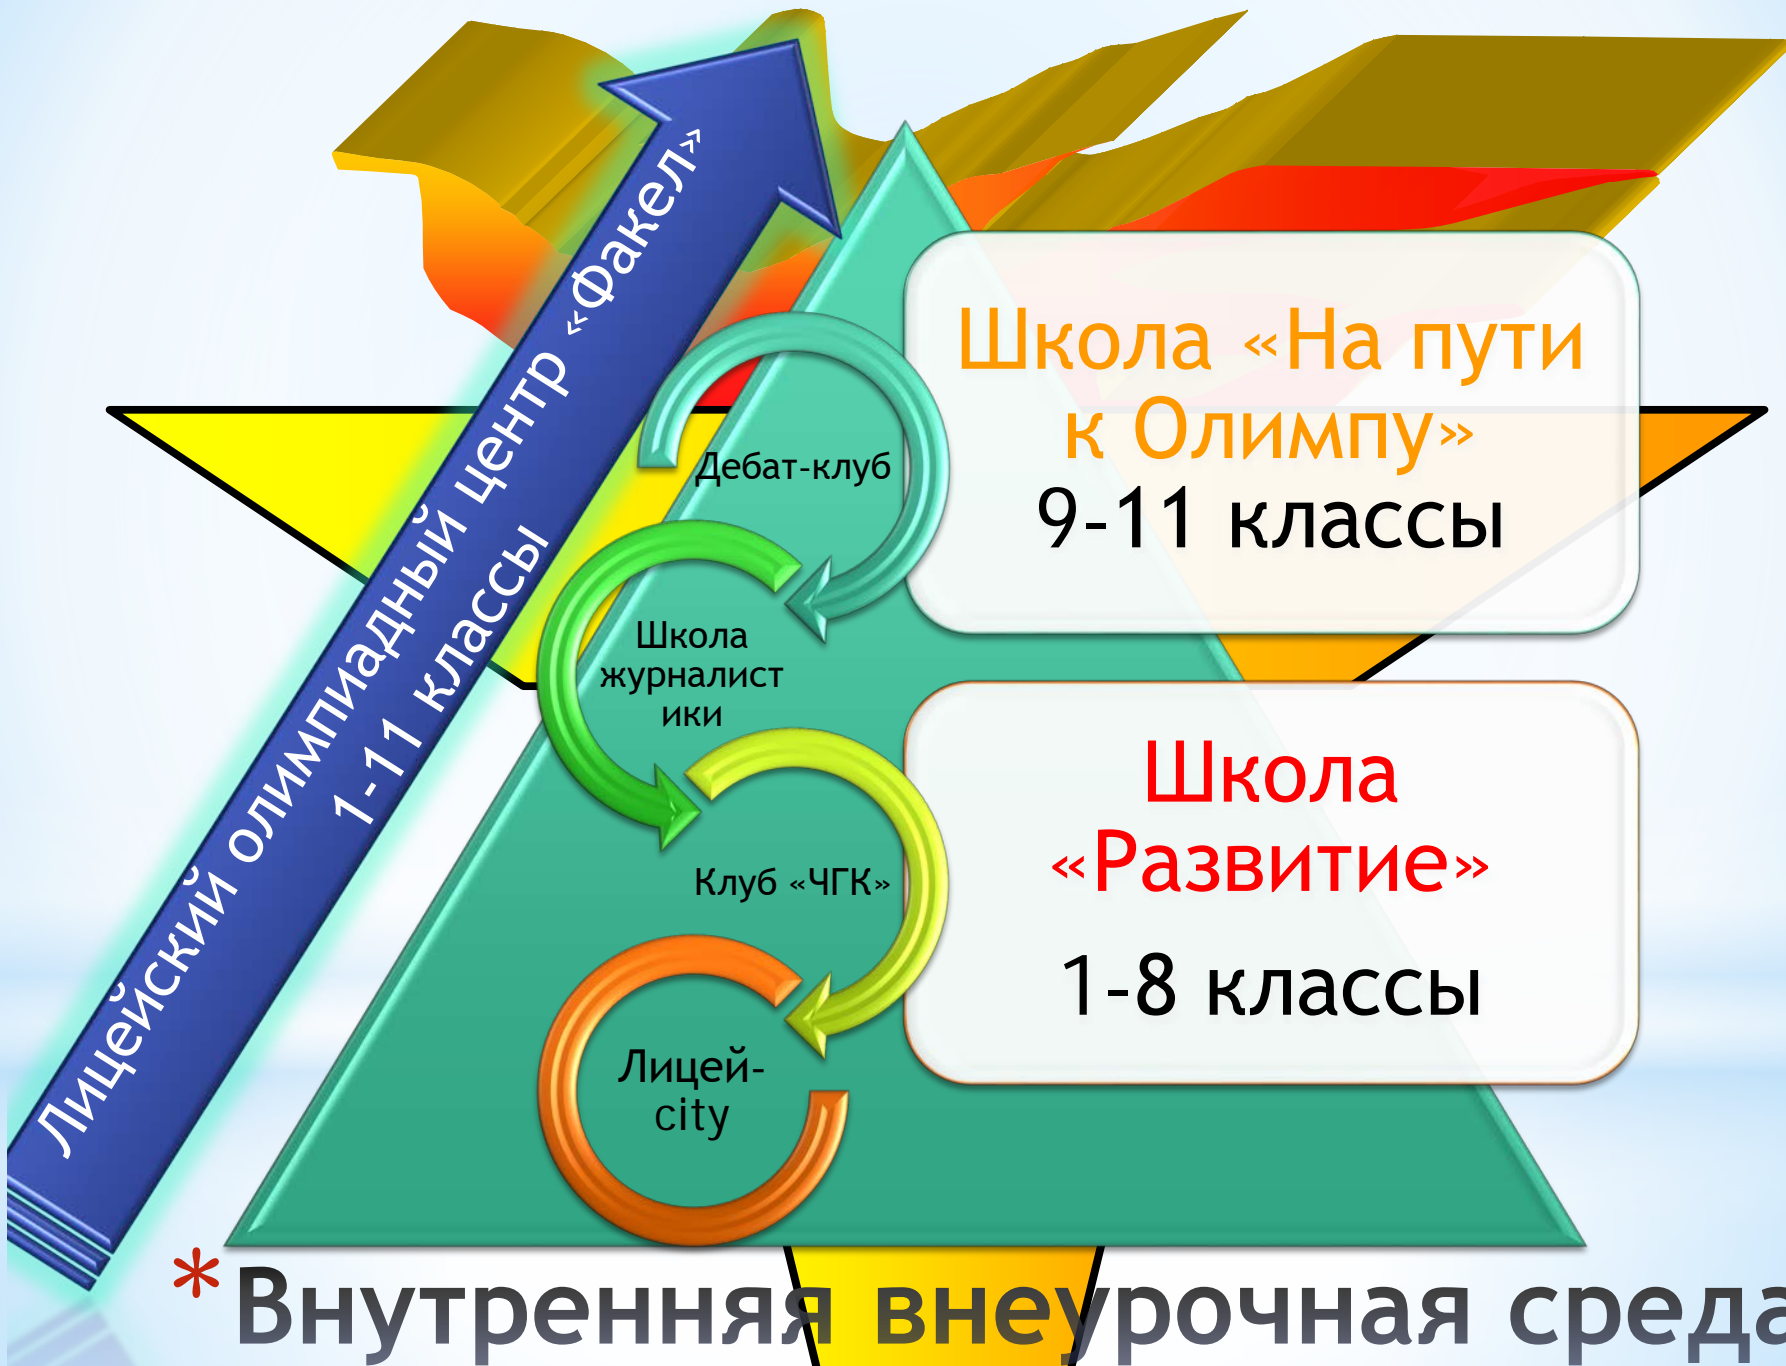 Лицейский олимпиадный центр «Факел»
1-11 классы
Дебат-клуб
Школа
журналист
ики
Клуб «ЧГК»
Лицей-
city
Школа «На пути
к Олимпу»
9-11 классы
Школа
«Развитие»
1-8 классы
*Внутренняя внеурочная среда